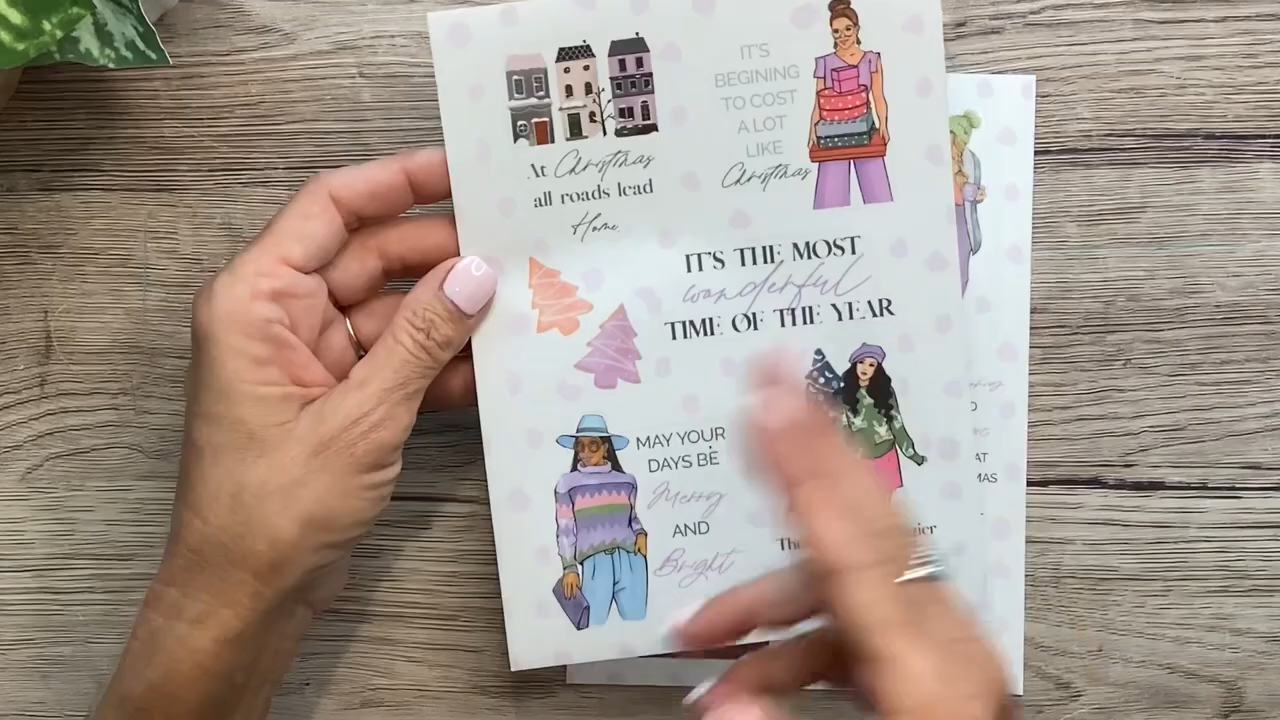 At Christmas
all roads lead
Home.
IT'S
BEGINING
TO COST
A LOT
LIKE
Christmas
IT'S THE MOST
wonderful
TIME OF THE YEAR
MAY YOUR
DAYS BE
Merry
AND
Bright